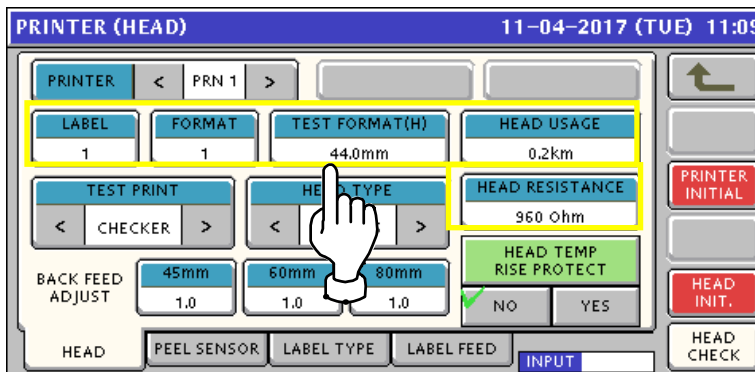 PRINTER (HEAD) 11-04-2017 (TUE) 11:09
PRINTER < PRN 1 >
LABEL FORMAT TEST FORMAT(H) HEAD USAGE
1 1 44.0mm 0.2km
PRINTER INITIAL
TEST PRINT HEAD TYPE HEAD RESISTANCE
< CHECKER > < > 960 Ohm
HEAD TEMP
RISE PROTECT
BACK FEED
ADJUST
45mm 60mm 80mm
1.0 1.0 1.0
NO YES
HEAD
INIT.
HEAD PEEL SENSOR LABEL TYPE LABEL FEED INPUT
HEAD
CHECK